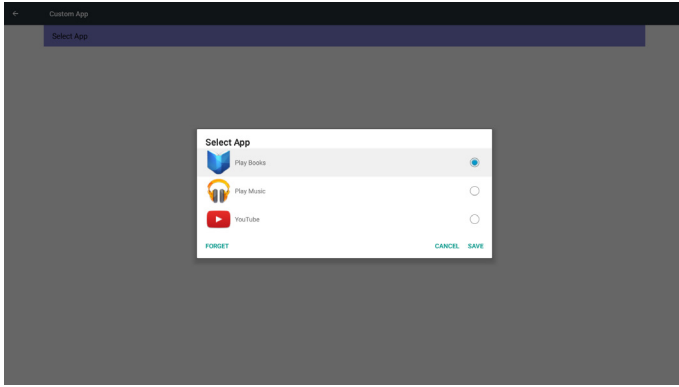 Custom App
Select App
Select App
Play Books
Play Music
YouTube
FORGET
CANCEL SAVE